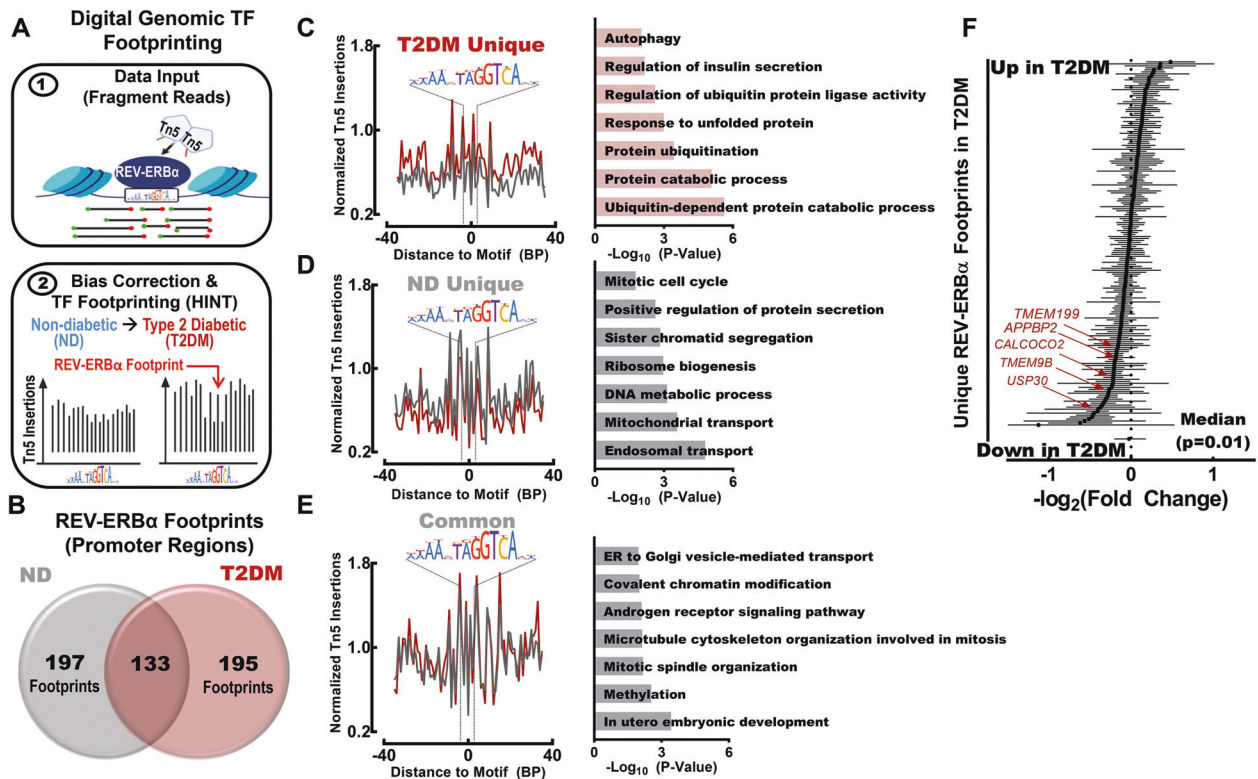 A
Digital Genomic TF
Footprinting
1
Data Input
(Fragment Reads)
Tn5
Tn5
REV-ERBα
TAGGTCA
2
Bias Correction &
TF Footprinting (HINT)
Non-diabetic → Type 2 Diabetic
(ND) (T2DM)
REV-ERBα Footprint
Tn5 Insertions
TAGGTCA
TAGGTCA
B
REV-ERBα Footprints
(Promoter Regions)
ND
T2DM
197
Footprints
133
195
Footprints
C
T2DM Unique
AA TAGGTCA
Normalized Tn5 Insertions
1.8
1.0
0.2
-40 0 40
Distance to Motif (BP)
Autophagy
Regulation of insulin secretion
Regulation of ubiquitin protein ligase activity
Response to unfolded protein
Protein ubiquitination
Protein catabolic process
Ubiquitin-dependent protein catabolic process
0 3 6
-Log10 (P-Value)
D
ND Unique
AA TAGGTCA
Normalized Tn5 Insertions
1.8
1.0
0.2
-40 0 40
Distance to Motif (BP)
Mitotic cell cycle
Positive regulation of protein secretion
Sister chromatid segregation
Ribosome biogenesis
DNA metabolic process
Mitochondrial transport
Endosomal transport
0 3 6
-Log10 (P-Value)
E
Common
AA TAGGTCA
Normalized Tn5 Insertions
1.8
1.0
0.2
-40 0 40
Distance to Motif (BP)
ER to Golgi vesicle-mediated transport
Covalent chromatin modification
Androgen receptor signaling pathway
Microtubule cytoskeleton organization involved in mitosis
Mitotic spindle organization
Methylation
In utero embryonic development
0 3 6
-Log10 (P-Value)
F
Unique REV-ERBα Footprints in T2DM
Up in T2DM
TMEM199
APPBP2
CALCOCO2
TMEM9B
USP30
Median
(p=0.01)
Down in T2DM
-1 0 1
-log2(Fold Change)